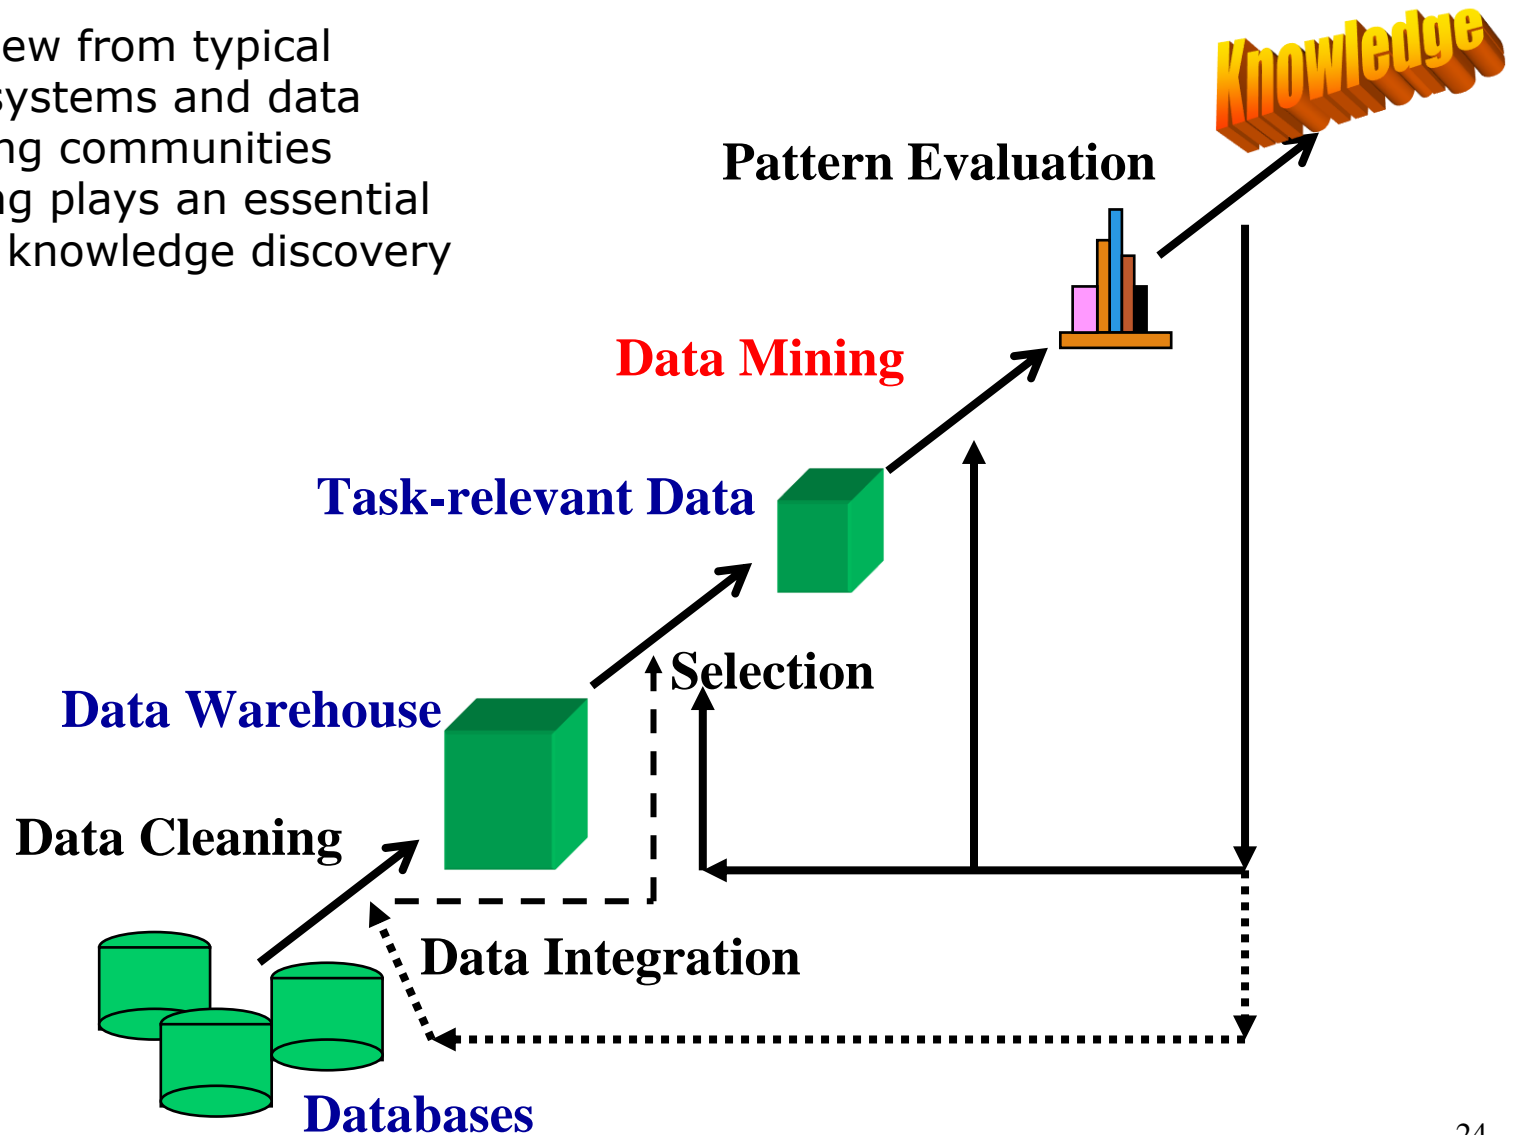 ew from typical
systems and data
ng communities
ng plays an essential
knowledge discovery
Knowledge
Pattern Evaluation
Data Mining
Task-relevant Data
Selection
Data Warehouse
Data Cleaning
Data Integration
Databases
24